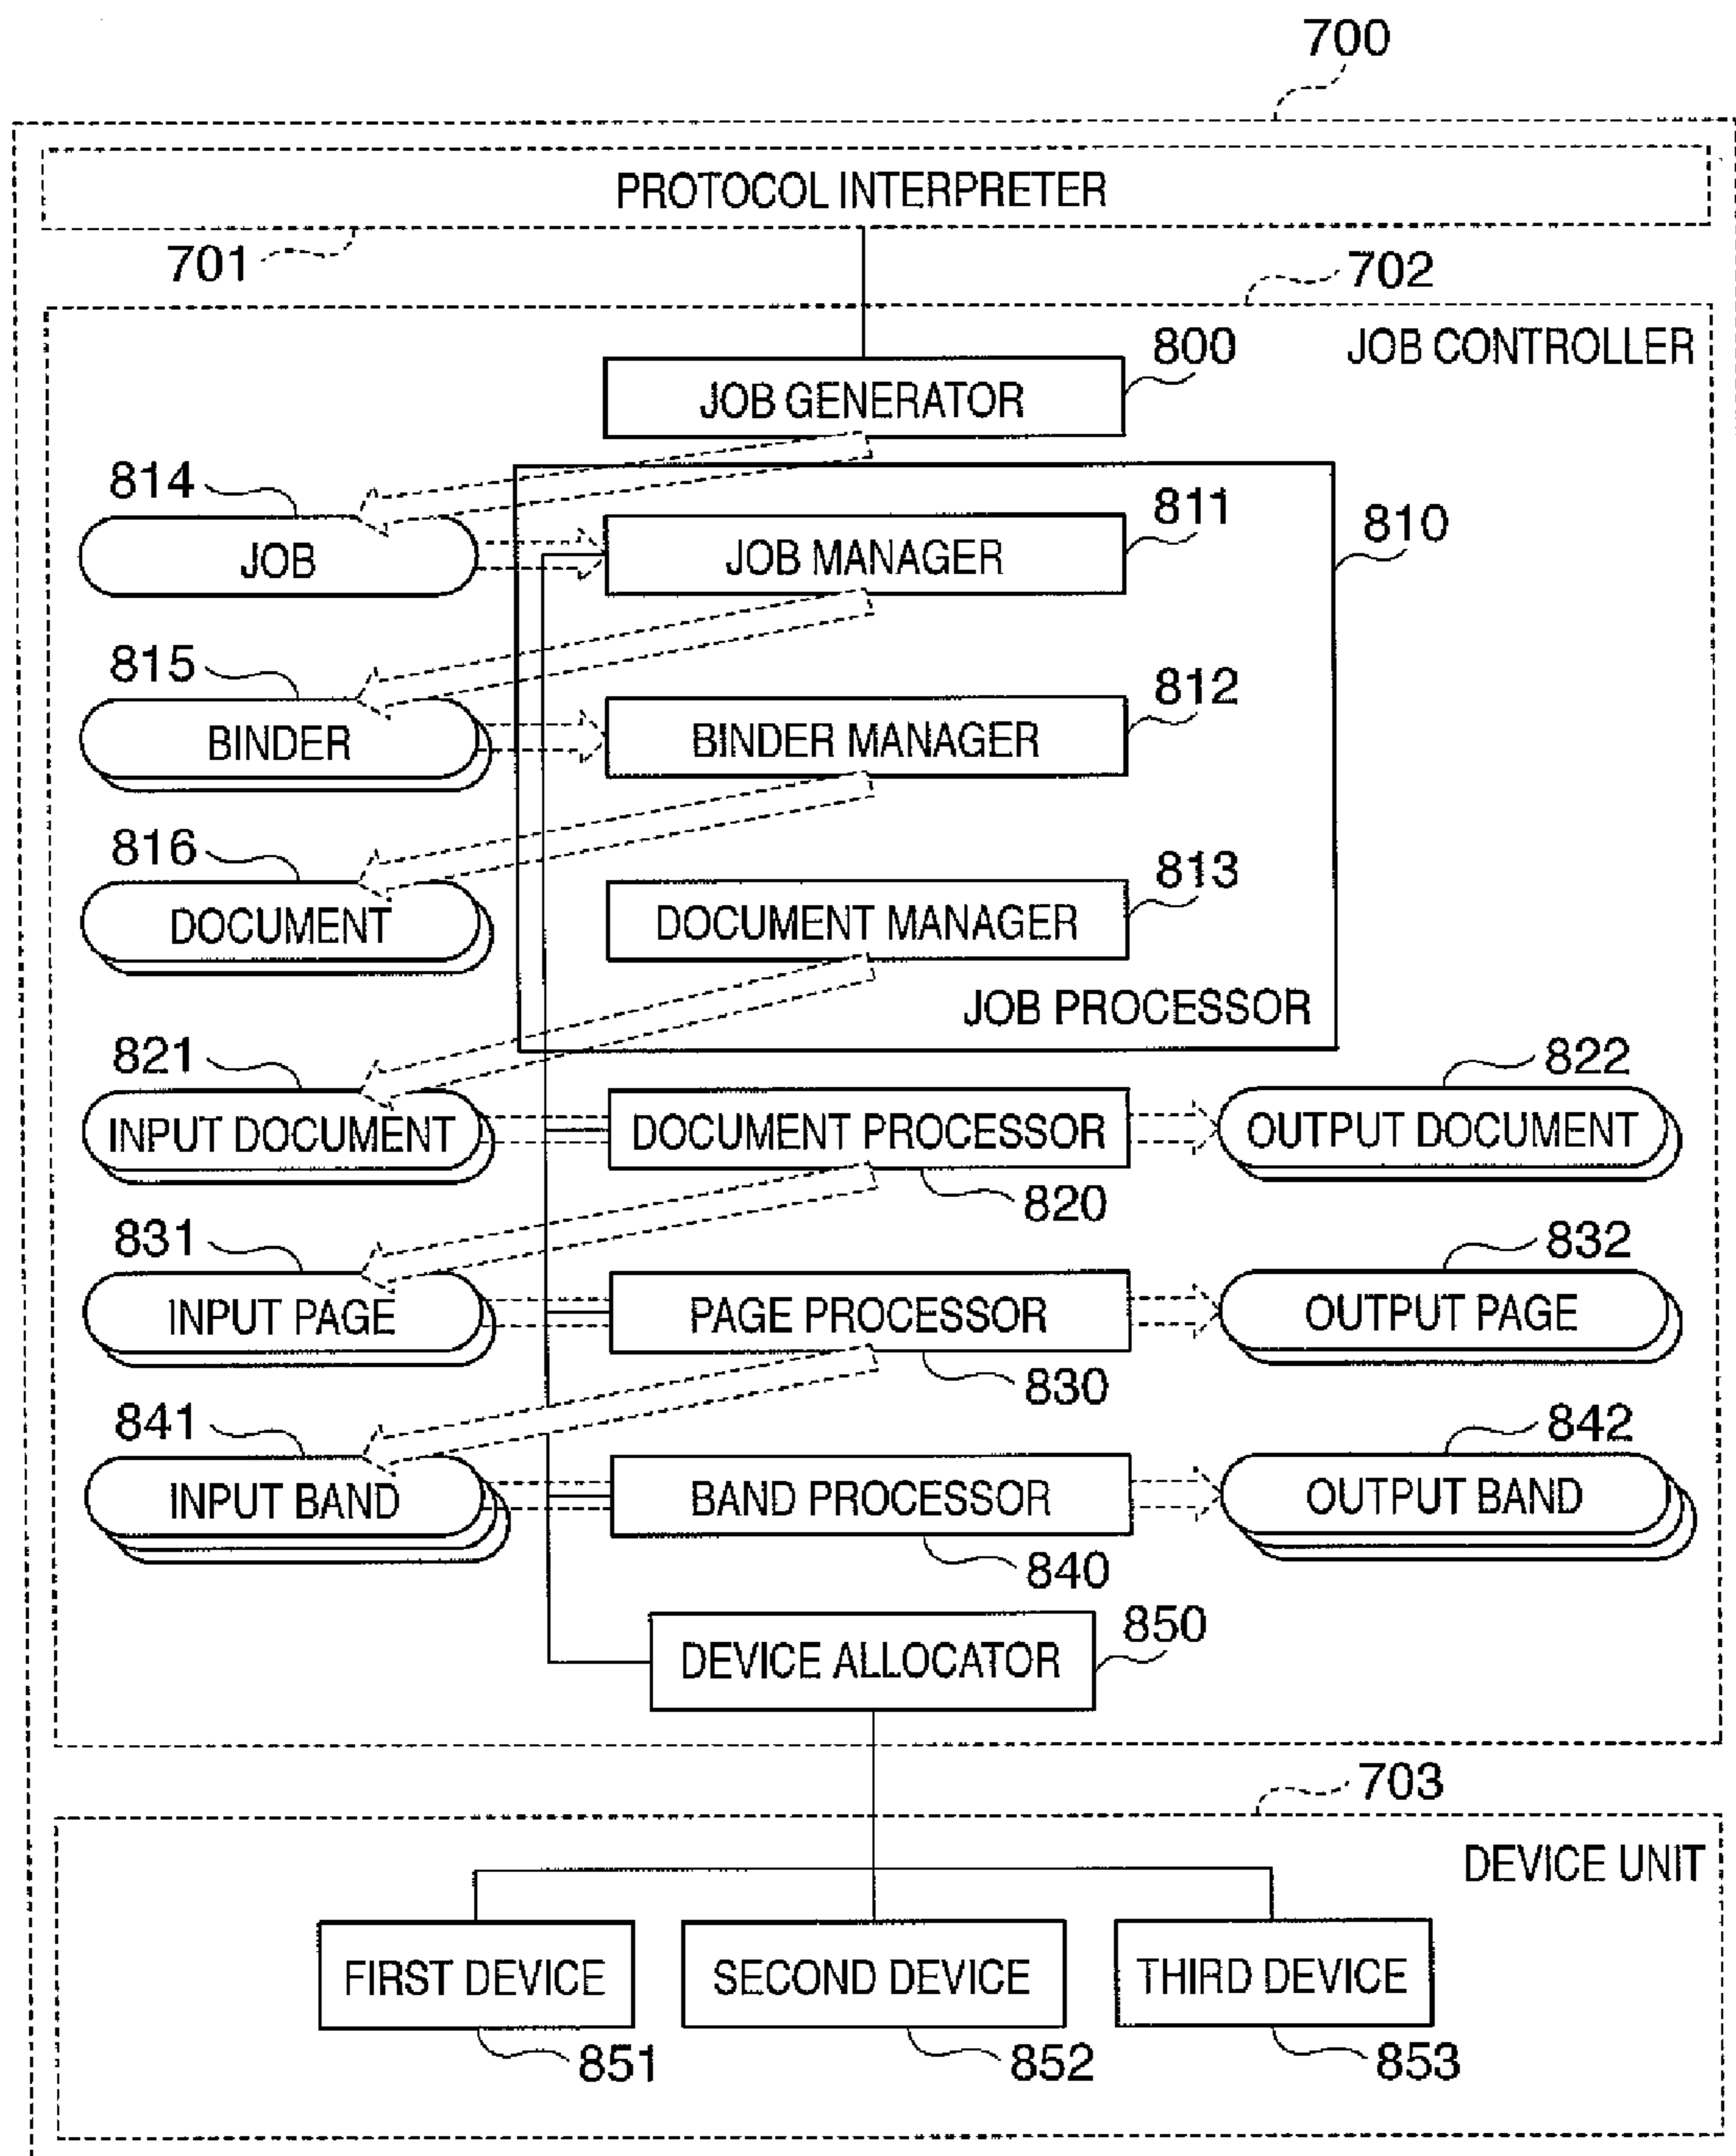 700
PROTOCOL INTERPRETER
701
702
JOB CONTROLLER
800
JOB GENERATOR
814
811
810
JOB
JOB MANAGER
815
812
BINDER
BINDER MANAGER
816
813
DOCUMENT
DOCUMENT MANAGER
JOB PROCESSOR
821
822
INPUT DOCUMENT
DOCUMENT PROCESSOR
OUTPUT DOCUMENT
820
831
832
INPUT PAGE
PAGE PROCESSOR
OUTPUT PAGE
830
841
842
INPUT BAND
BAND PROCESSOR
OUTPUT BAND
840
850
DEVICE ALLOCATOR
703
DEVICE UNIT
FIRST DEVICE
SECOND DEVICE
THIRD DEVICE
851
852
853